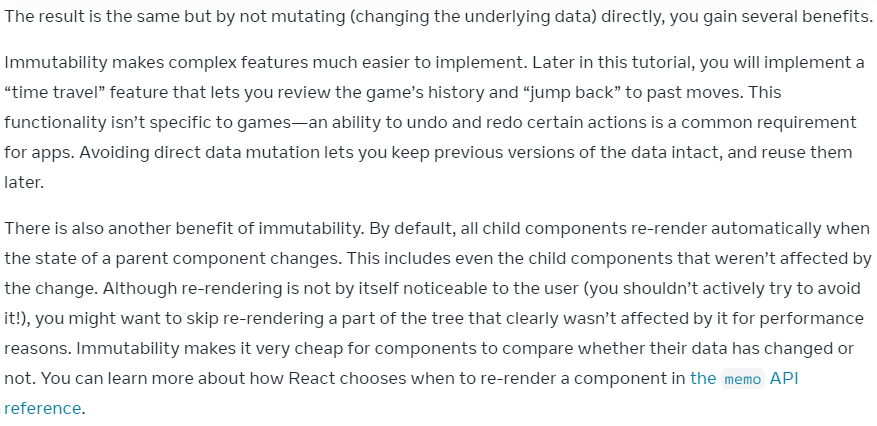 The result is the same but by not mutating (changing the underlying data) directly, you gain several benefits.
Immutability makes complex features much easier to implement. Later in this tutorial, you will implement a
“time travel” feature that lets you review the game’s history and “jump back” to past moves. This
functionality isn’t specific to games—an ability to undo and redo certain actions is a common requirement
for apps. Avoiding direct data mutation lets you keep previous versions of the data intact, and reuse them
later.
There is also another benefit of immutability. By default, all child components re-render automatically when
the state of a parent component changes. This includes even the child components that weren’t affected by
the change. Although re-rendering is not by itself noticeable to the user (you shouldn’t actively try to avoid
it!), you might want to skip re-rendering a part of the tree that clearly wasn’t affected by it for performance
reasons. Immutability makes it very cheap for components to compare whether their data has changed or
not. You can learn more about how React chooses when to re-render a component in the memo API
reference.